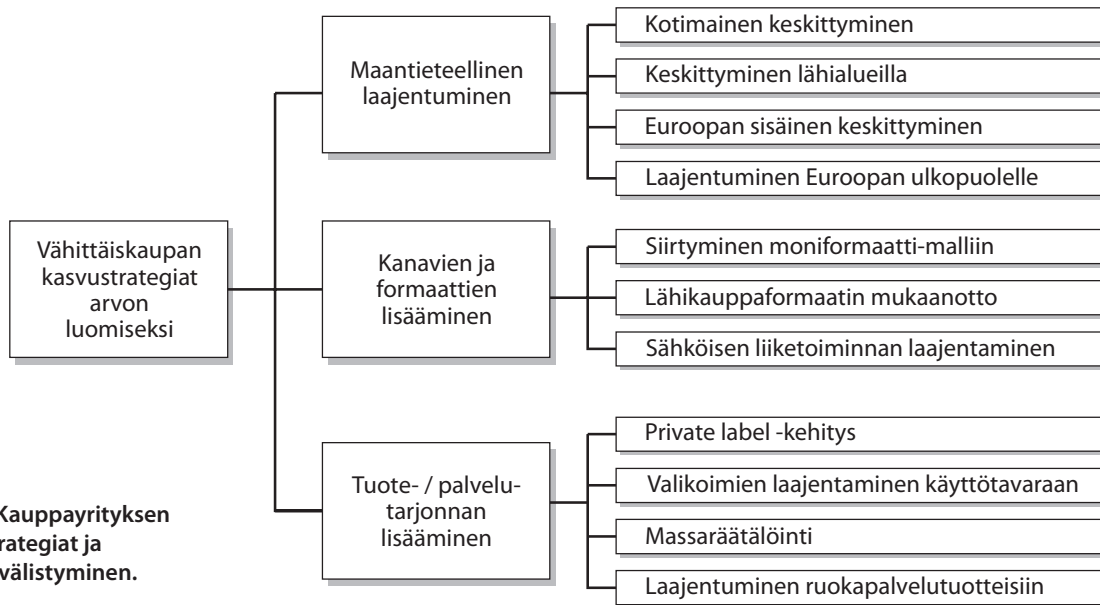 Vähittäiskaupan
kasvustrategiat
arvon
luomiseksi
Maantieteellinen
laajentuminen
Kotimainen keskittyminen
Keskittyminen lähialueilla
Euroopan sisäinen keskittyminen
Laajentuminen Euroopan ulkopuolelle
Kanavien ja
formaattien
lisääminen
Siirtyminen moniformaatti-malliin
Lähikauppaformaatin mukaanotto
Sähköisen liiketoiminnan laajentaminen
Tuote- / palvelu-
tarjonnan
lisääminen
Private label -kehitys
Valikoimien laajentaminen käyttötavaraan
Massaräätälöinti
Laajentuminen ruokapalvelutuotteisiin
Kauppayrityksen
rategiat ja
välistyminen.